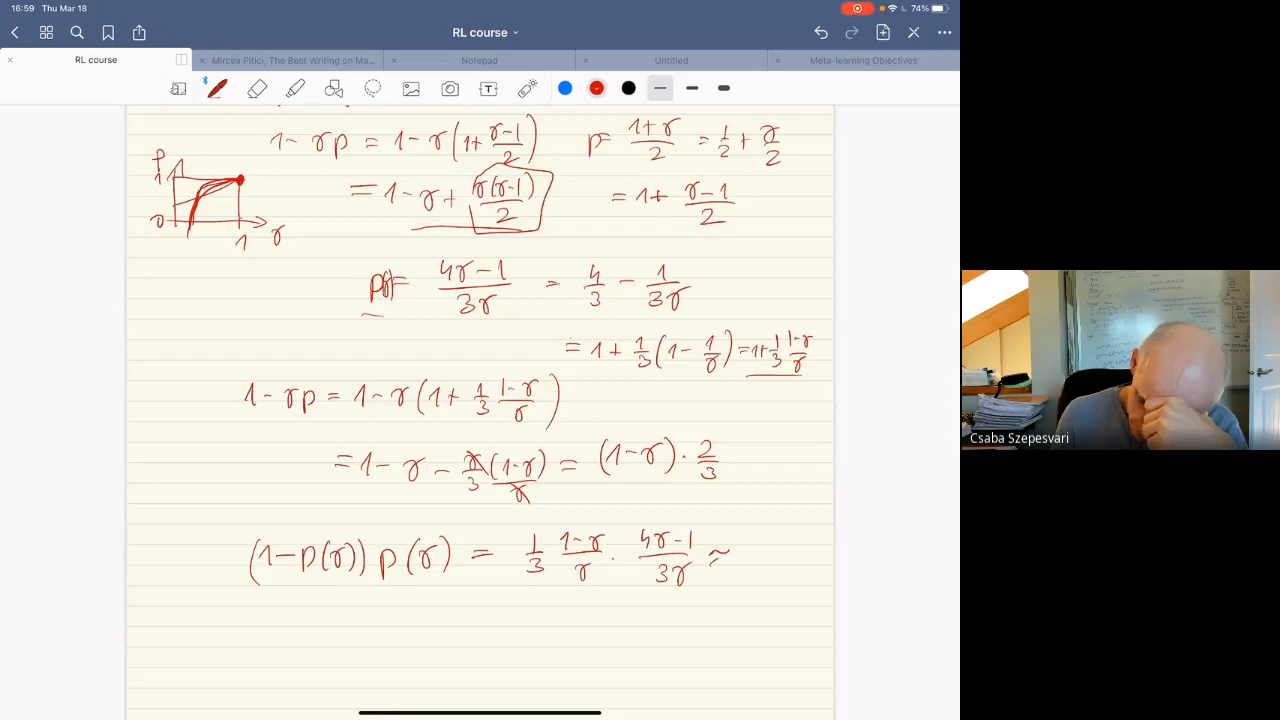 16:59 Thu Mar 18
74%
RL course
RL course
Mircea Pitici, The Best Writing on Ma...
Notepad
Untitled
Meta-learning Objectives
1 - γp = 1 - γ(1 + (γ-1)/2)
p = (1+γ)/2 = 1/2 + γ/2
p
1
0
1
γ
= 1 - γ + γ(γ-1)/2
= 1 + (γ-1)/2
= (4γ-1)/(3γ) = 4/3 - 1/(3γ)
= 1 + 1/3(1 - 1/γ) = 1 + 1/3 (1-γ)/γ
1 - γp = 1 - γ(1 + 1/3 (1-γ)/γ)
= 1 - γ - γ/3 (1-γ)/γ = (1-γ) · 2/3
(1 - p(γ)) p(γ) = 1/3 (1-γ)/γ · (4γ-1)/(3γ) ≈
Csaba Szepesvari